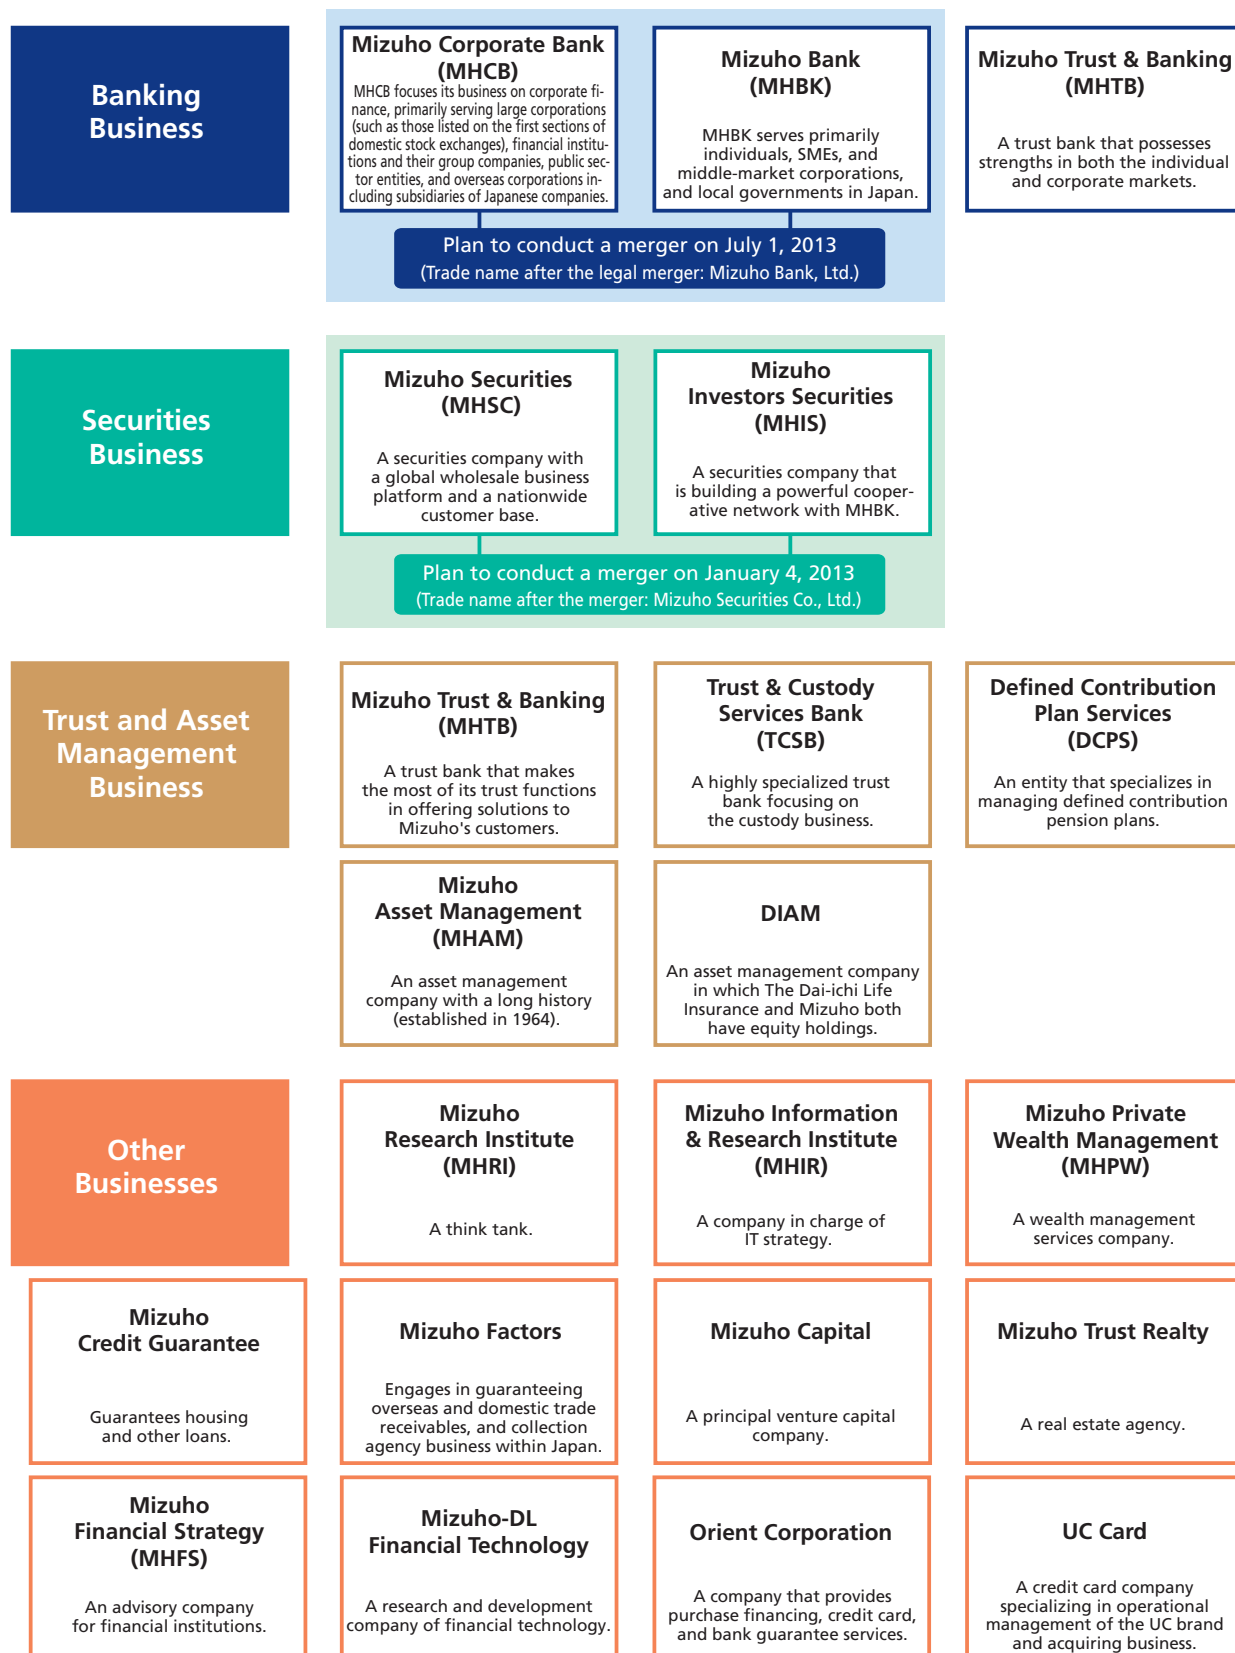 Banking
Business
Mizuho Corporate Bank
(MHCB)
MHCB focuses its business on corporate fi-
nance, primarily serving large corporations
(such as those listed on the first sections of
domestic stock exchanges), financial institu-
tions and their group companies, public sec-
tor entities, and overseas corporations in-
cluding subsidiaries of Japanese companies.
Mizuho Bank
(MHBK)
MHBK serves primarily
individuals, SMEs, and
middle-market corporations,
and local governments in Japan.
Mizuho Trust & Banking
(MHTB)
A trust bank that possesses
strengths in both the individual
and corporate markets.
Plan to conduct a merger on July 1, 2013
(Trade name after the legal merger: Mizuho Bank, Ltd.)
Securities
Business
Mizuho Securities
(MHSC)
A securities company with
a global wholesale business
platform and a nationwide
customer base.
Mizuho
Investors Securities
(MHIS)
A securities company that
is building a powerful cooper-
ative network with MHBK.
Plan to conduct a merger on January 4, 2013
(Trade name after the merger: Mizuho Securities Co., Ltd.)
Trust and Asset
Management
Business
Mizuho Trust & Banking
(MHTB)
A trust bank that makes
the most of its trust functions
in offering solutions to
Mizuho's customers.
Trust & Custody
Services Bank
(TCSB)
A highly specialized trust
bank focusing on
the custody business.
Defined Contribution
Plan Services
(DCPS)
An entity that specializes in
managing defined contribution
pension plans.
Mizuho
Asset Management
(MHAM)
An asset management
company with a long history
(established in 1964).
DIAM
An asset management company
in which The Dai-ichi Life
Insurance and Mizuho both
have equity holdings.
Other
Businesses
Mizuho
Research Institute
(MHRI)
A think tank.
Mizuho Information
& Research Institute
(MHIR)
A company in charge of
IT strategy.
Mizuho Private
Wealth Management
(MHPW)
A wealth management
services company.
Mizuho
Credit Guarantee
Guarantees housing
and other loans.
Mizuho Factors
Engages in guaranteeing
overseas and domestic trade
receivables, and collection
agency business within Japan.
Mizuho Capital
A principal venture capital
company.
Mizuho Trust Realty
A real estate agency.
Mizuho
Financial Strategy
(MHFS)
An advisory company
for financial institutions.
Mizuho-DL
Financial Technology
A research and development
company of financial technology.
Orient Corporation
A company that provides
purchase financing, credit card,
and bank guarantee services.
UC Card
A credit card company
specializing in operational
management of the UC brand
and acquiring business.